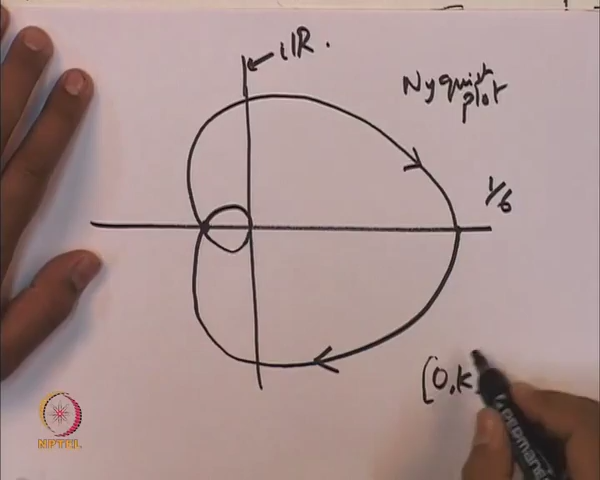 iℝ.
Nyquist
plot
1/6
[0,k]
NPTEL